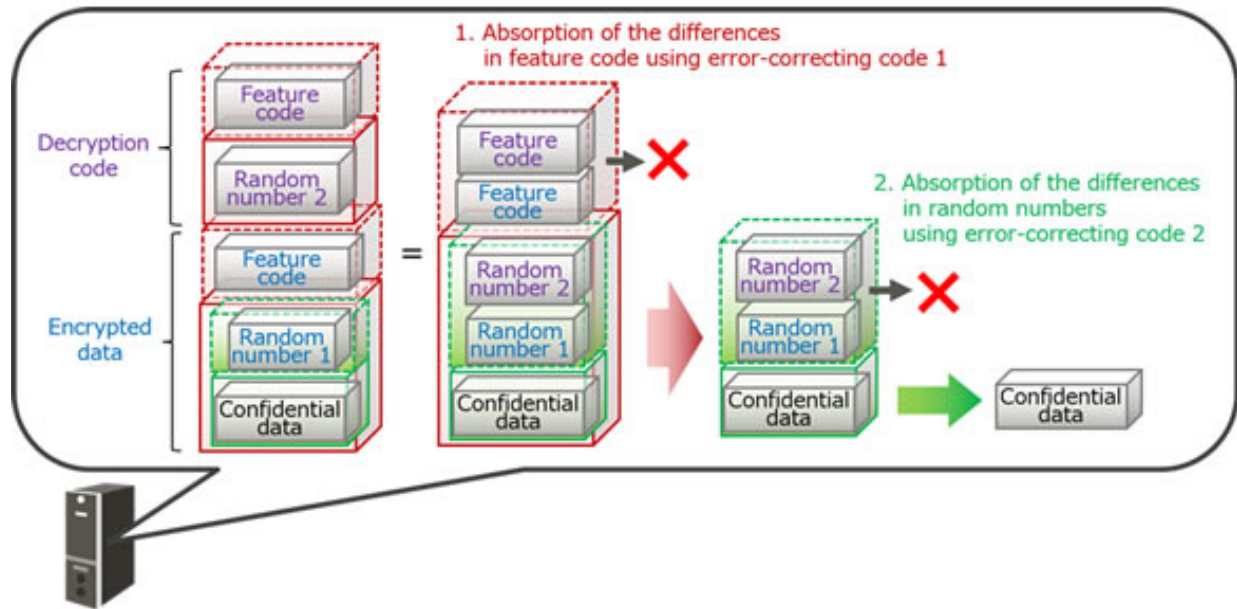 1. Absorption of the differences
in feature code using error-correcting code 1
Decryption
code
Feature
code
Random
number 2
Encrypted
data
Feature
code
Random
number 1
Confidential
data
=
Feature
code
Feature
code
Random
number 2
Random
number 1
Confidential
data
2. Absorption of the differences
in random numbers
using error-correcting code 2
Random
number 2
Random
number 1
Confidential
data
Confidential
data